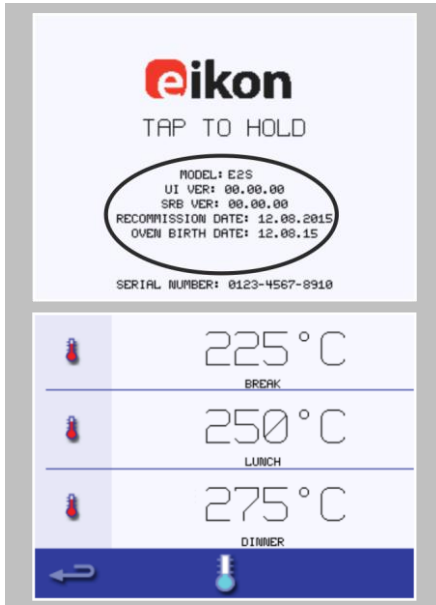 eikon
TAP TO HOLD
MODEL: E2S
UI VER: 00.00.00
SRB VER: 00.00.00
RECOMMISSION DATE: 12.08.2015
OVEN BIRTH DATE: 12.08.15
SERIAL NUMBER: 0123-4567-8910
225°C
BREAK
250°C
LUNCH
275°C
DINNER